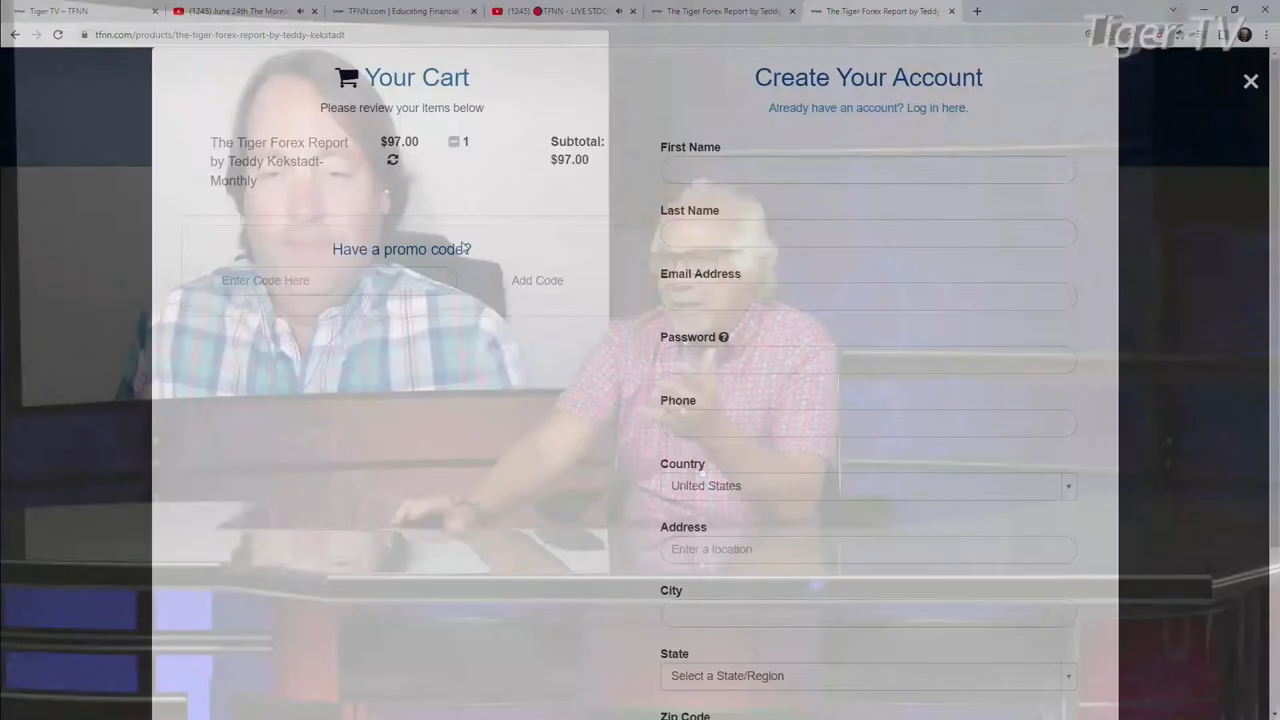 Tiger TV – TFNN
(1245) June 24th The Morn
TFNN.com | Educating Financial
(1245) 🔴TFNN - LIVE STOC
The Tiger Forex Report by Teddy
The Tiger Forex Report by Teddy
tfnn.com/products/the-tiger-forex-report-by-teddy-kekstadt
Tiger TV
Your Cart
Please review your items below
The Tiger Forex Report
by Teddy Kekstadt-
Monthly
$97.00
1
Subtotal:
$97.00
Have a promo code?
Enter Code Here
Add Code
Create Your Account
Already have an account? Log in here.
First Name
Last Name
Email Address
Password
Phone
Country
United States
Address
Enter a location
City
State
Select a State/Region
Zip Code